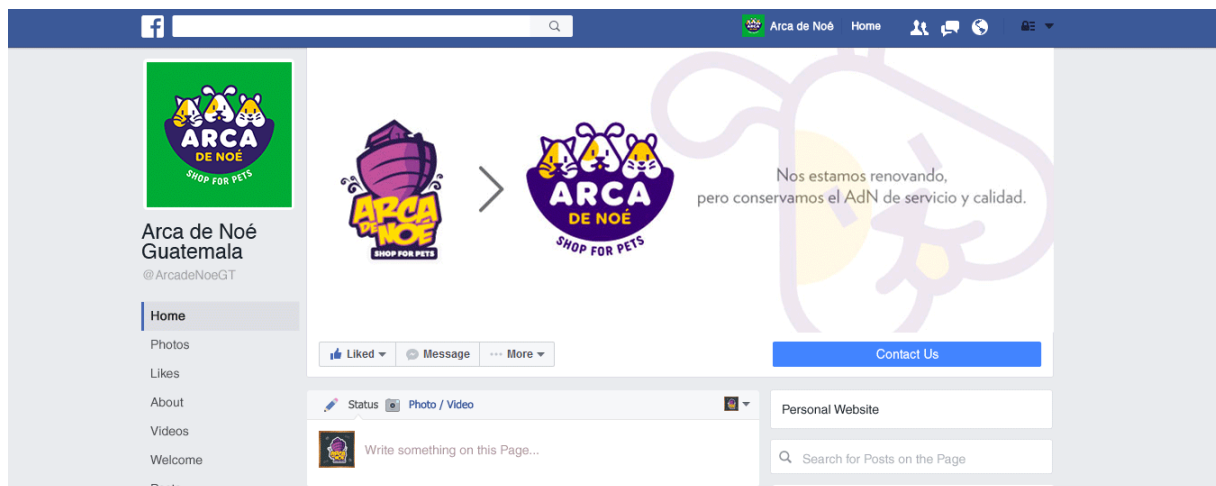 Arca de Noé Home
ARCA
DE NOÉ
SHOP FOR PETS
Arca de Noé
Guatemala
@ArcadeNoeGT
Home
Photos
Likes
About
Videos
Welcome
ARCA
DE
NOÉ
SHOP FOR PETS
ARCA
DE NOÉ
SHOP FOR PETS
Nos estamos renovando,
pero conservamos el AdN de servicio y calidad.
Liked Message ··· More
Contact Us
Status Photo / Video
Write something on this Page...
Personal Website
Search for Posts on the Page